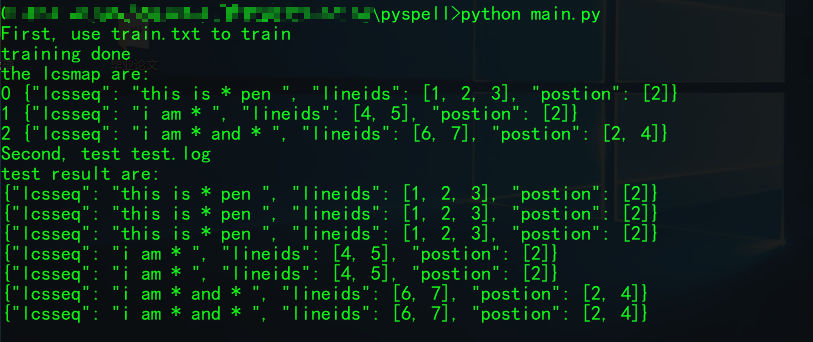 (\pyspell>python main.py
First, use train.txt to train
training done
the lcsmap are:
0 {"lcsseq": "this is * pen ", "lineids": [1, 2, 3], "postion": [2]}
1 {"lcsseq": "i am * ", "lineids": [4, 5], "postion": [2]}
2 {"lcsseq": "i am * and * ", "lineids": [6, 7], "postion": [2, 4]}
Second, test test.log
test result are:
{"lcsseq": "this is * pen ", "lineids": [1, 2, 3], "postion": [2]}
{"lcsseq": "this is * pen ", "lineids": [1, 2, 3], "postion": [2]}
{"lcsseq": "this is * pen ", "lineids": [1, 2, 3], "postion": [2]}
{"lcsseq": "i am * ", "lineids": [4, 5], "postion": [2]}
{"lcsseq": "i am * ", "lineids": [4, 5], "postion": [2]}
{"lcsseq": "i am * and * ", "lineids": [6, 7], "postion": [2, 4]}
{"lcsseq": "i am * and * ", "lineids": [6, 7], "postion": [2, 4]}